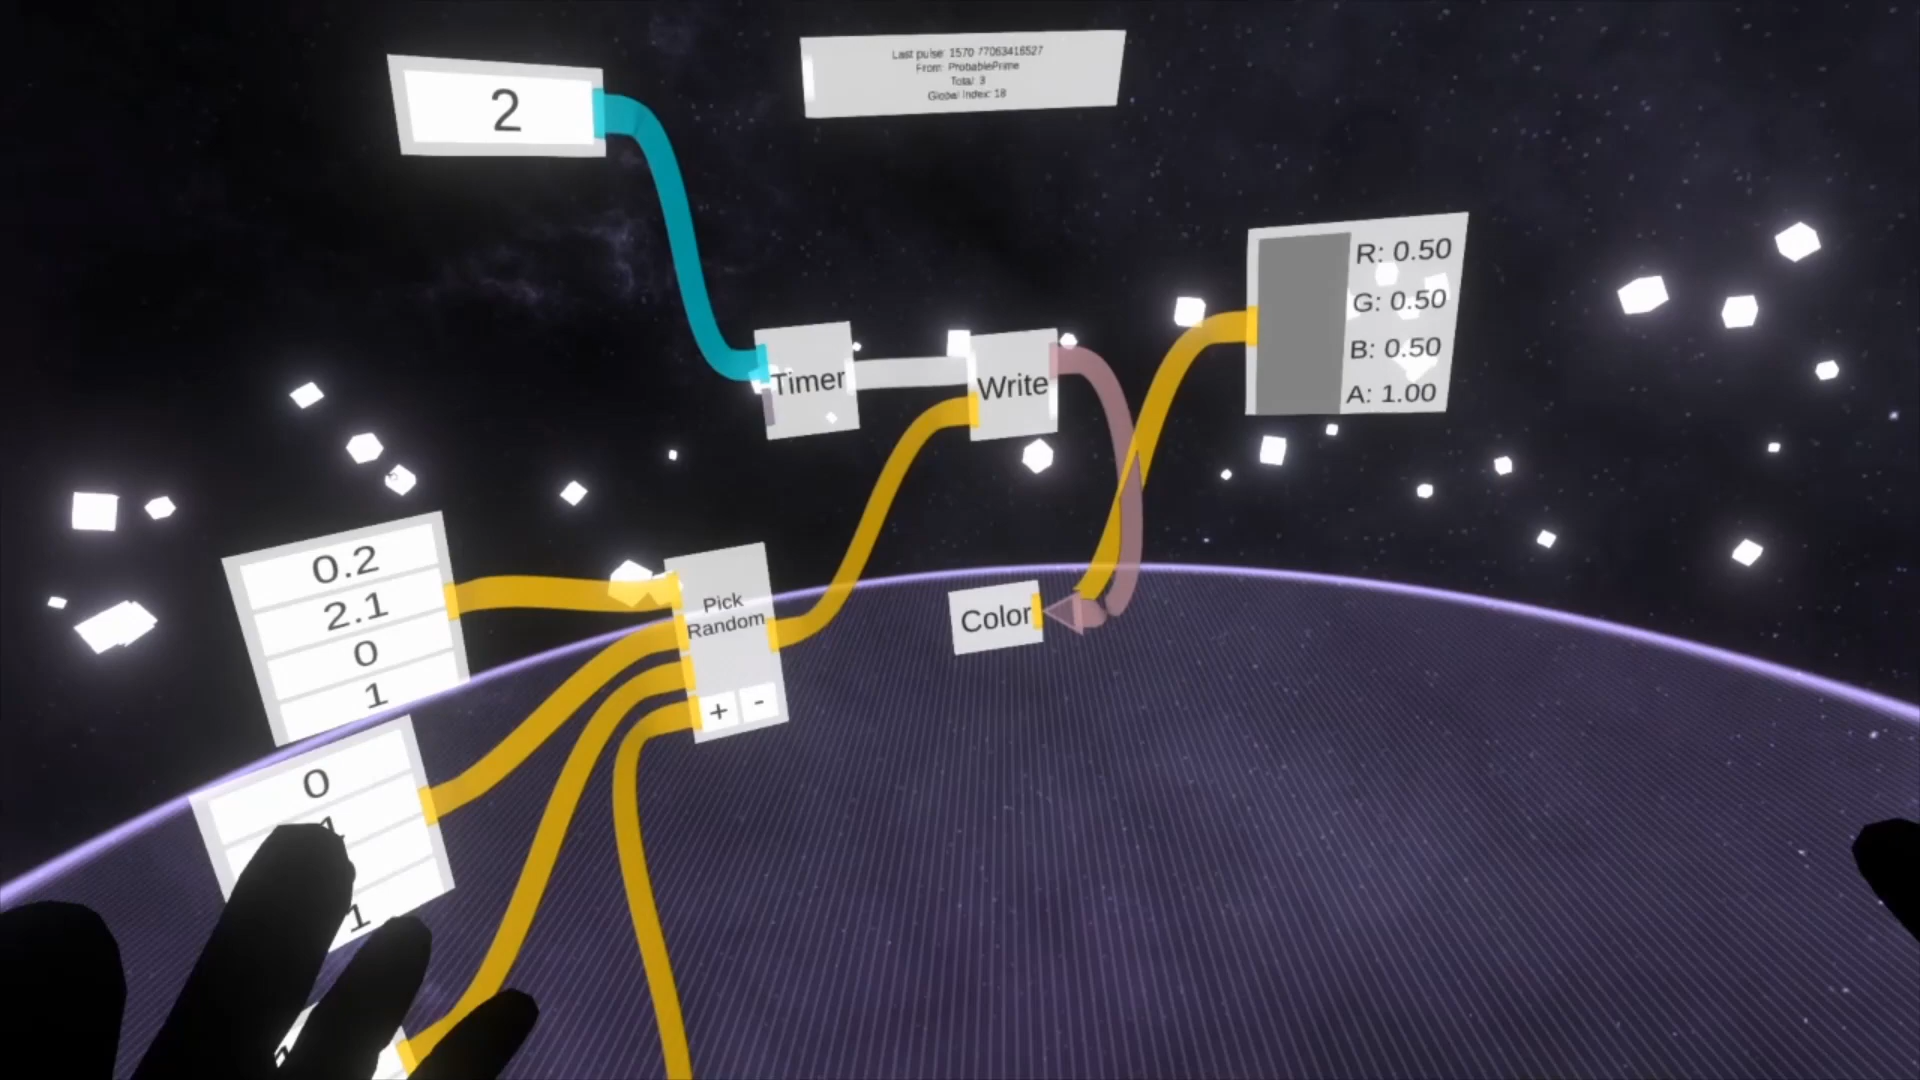 2
Last pulse: 1570 77063416527
From: ProbablePrime
Total: 3
Global Index: 18
R: 0.50
G: 0.50
B: 0.50
A: 1.00
Timer
Write
0.2
2.1
0
1
Pick
Random
+ -
Color
0
1